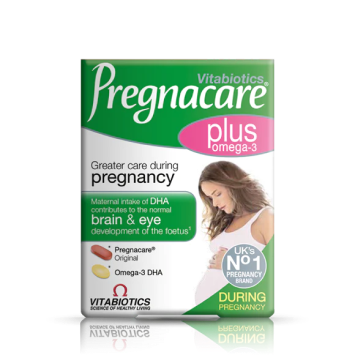 Vitabiotics®
Pregnacare®
plus
omega-3
Greater care during
pregnancy
Maternal intake of DHA
contributes to the normal
brain & eye
development of the foetus¹
Pregnacare®
Original
Omega-3 DHA
UK's
Nº1
PREGNANCY
BRAND
VITABIOTICS
SCIENCE OF HEALTHY LIVING
DURING
PREGNANCY